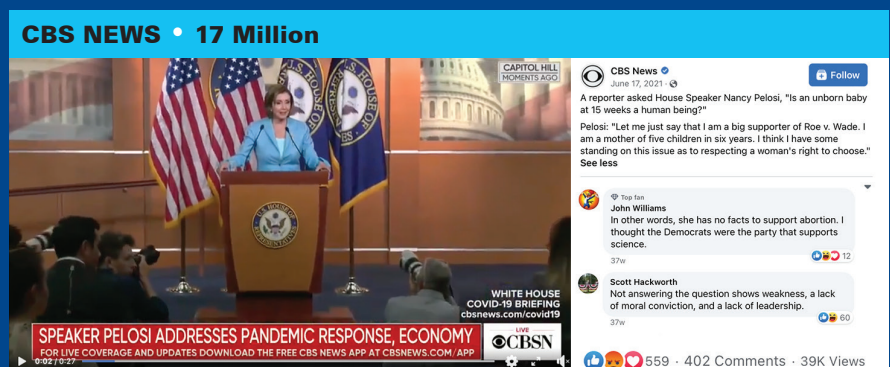 CBS NEWS • 17 Million
CAPITOL HILL
MOMENTS AGO
WHITE HOUSE
COVID-19 BRIEFING
cbsnews.com/covid19
SPEAKER PELOSI ADDRESSES PANDEMIC RESPONSE, ECONOMY
FOR LIVE COVERAGE AND UPDATES DOWNLOAD THE FREE CBS NEWS APP AT CBSNEWS.COM/APP
LIVE
CBSN
0:02 / 0:27
CBS News
June 17, 2021 ·
Follow
A reporter asked House Speaker Nancy Pelosi, "Is an unborn baby
at 15 weeks a human being?"
Pelosi: "Let me just say that I am a big supporter of Roe v. Wade. I
am a mother of five children in six years. I think I have some
standing on this issue as to respecting a woman's right to choose."
See less
Top fan
John Williams
In other words, she has no facts to support abortion. I
thought the Democrats were the party that supports
science.
37w
12
Scott Hackworth
Not answering the question shows weakness, a lack
of moral conviction, and a lack of leadership.
37w
60
559 · 402 Comments · 39K Views